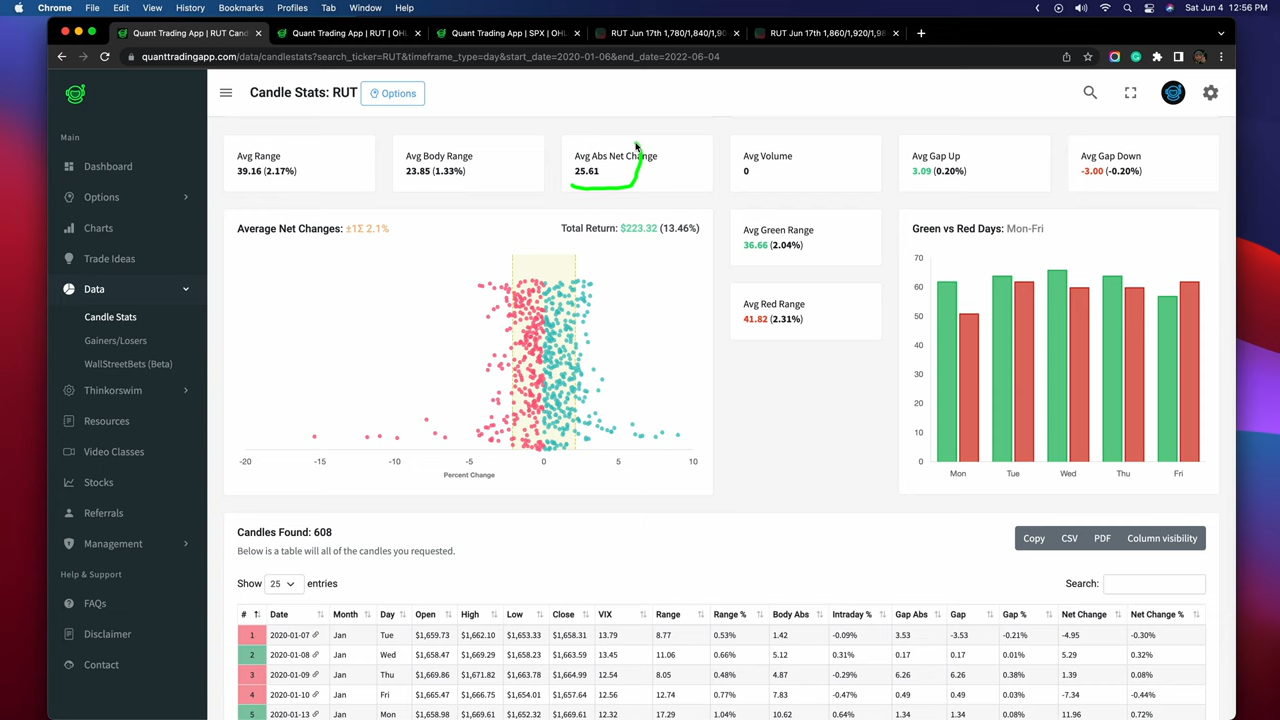 Chrome File Edit View History Bookmarks Profiles Tab Window Help Sat Jun 4 12:56 PM
Quant Trading App | RUT Cand Quant Trading App | RUT | OH Quant Trading App | SPX | OHL RUT Jun 17th 1,780/1,840/1,90 RUT Jun 17th 1,860/1,920/1,98
quanttradingapp.com/data/candlestats?search_ticker=RUT&timeframe_type=day&start_date=2020-01-06&end_date=2022-06-04
Candle Stats: RUT Options
Main
Dashboard
Options
Charts
Trade Ideas
Data
Candle Stats
Gainers/Losers
WallStreetBets (Beta)
Thinkorswim
Resources
Video Classes
Stocks
Referrals
Management
Help & Support
FAQs
Disclaimer
Contact
Avg Range
39.16 (2.17%)
Avg Body Range
23.85 (1.33%)
Avg Abs Net Change
25.61
Avg Volume
0
Avg Gap Up
3.09 (0.20%)
Avg Gap Down
-3.00 (-0.20%)
Average Net Changes: ±1Σ 2.1% Total Return: $223.32 (13.46%)
-20 -15 -10 -5 0 5 10
Percent Change
Avg Green Range
36.66 (2.04%)
Avg Red Range
41.82 (2.31%)
Green vs Red Days: Mon-Fri
70
60
50
40
30
20
10
0
Mon Tue Wed Thu Fri
Candles Found: 608
Below is a table will all of the candles you requested.
Copy CSV PDF Column visibility
Show 25 entries Search:
# Date Month Day Open High Low Close VIX Range Range % Body Abs Intraday % Gap Abs Gap Gap % Net Change Net Change %
1 2020-01-07 Jan Tue $1,659.73 $1,662.10 $1,653.33 $1,658.31 13.79 8.77 0.53% 1.42 -0.09% 3.53 -3.53 -0.21% -4.95 -0.30%
2 2020-01-08 Jan Wed $1,658.47 $1,669.29 $1,658.23 $1,663.59 13.45 11.06 0.66% 5.12 0.31% 0.17 0.17 0.01% 5.29 0.32%
3 2020-01-09 Jan Thu $1,669.86 $1,671.82 $1,663.78 $1,664.99 12.54 8.05 0.48% 4.87 -0.29% 6.26 6.26 0.38% 1.39 0.08%
4 2020-01-10 Jan Fri $1,665.47 $1,666.75 $1,654.01 $1,657.64 12.56 12.74 0.77% 7.83 -0.47% 0.49 0.49 0.03% -7.34 -0.44%
5 2020-01-13 Jan Mon $1,658.98 $1,669.61 $1,652.32 $1,669.61 12.32 17.29 1.04% 10.62 0.64% 1.34 1.34 0.08% 11.96 0.72%